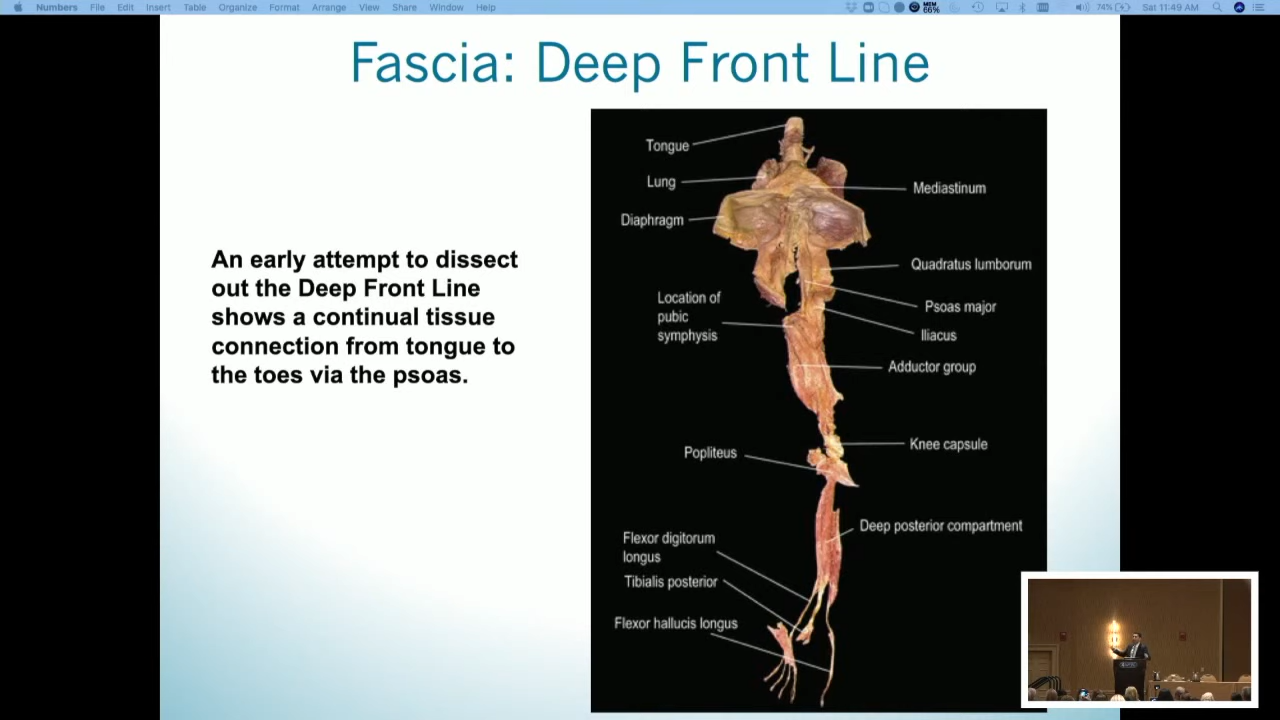 Numbers File Edit Insert Table Organize Format Arrange View Share Window Help
MEM
66%
74%
Sat 11:49 AM
Fascia: Deep Front Line
An early attempt to dissect
out the Deep Front Line
shows a continual tissue
connection from tongue to
the toes via the psoas.
Tongue
Lung
Mediastinum
Diaphragm
Quadratus lumborum
Location of
pubic
symphysis
Psoas major
Iliacus
Adductor group
Knee capsule
Popliteus
Deep posterior compartment
Flexor digitorum
longus
Tibialis posterior
Flexor hallucis longus